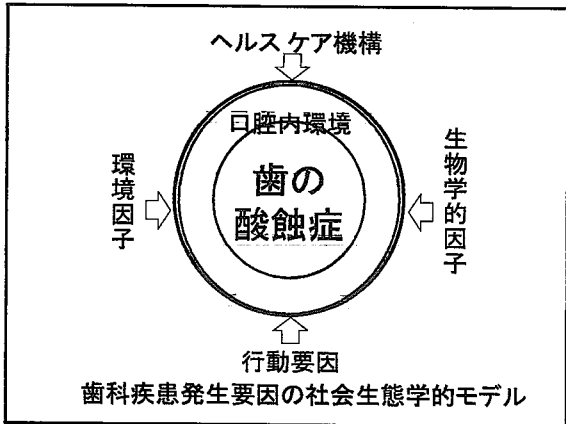 ヘルスケア機構
口腔内環境
環境因子
歯の
酸蝕症
生物学的因子
行動要因
歯科疾患発生要因の社会生態学的モデル